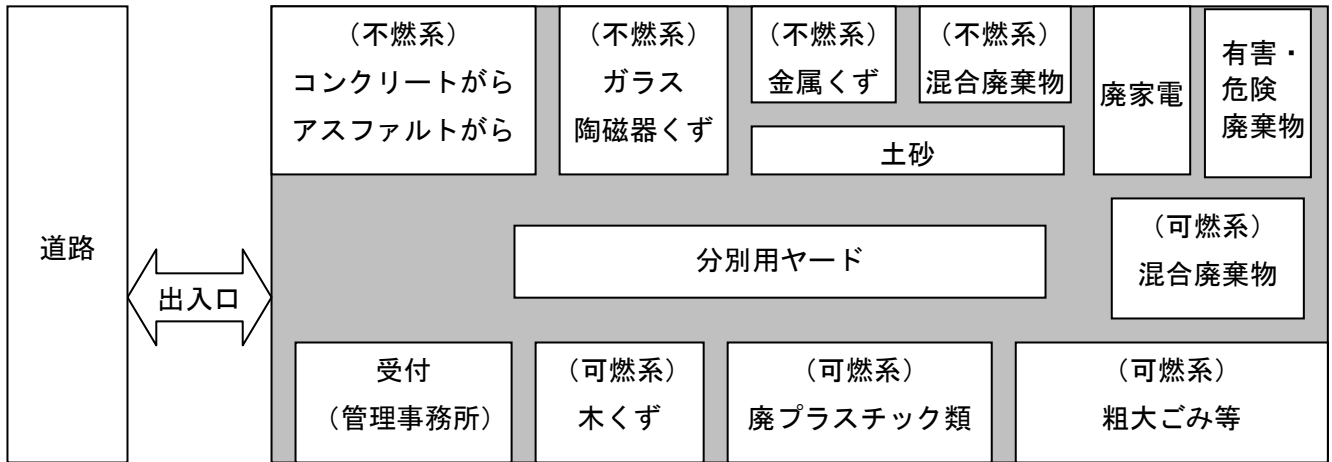 （不燃系）
コンクリートがら
アスファルトがら
（不燃系）
ガラス
陶磁器くず
（不燃系）
金属くず
（不燃系）
混合廃棄物
土砂
廃家電
有害・
危険
廃棄物
道路
出入口
分別用ヤード
（可燃系）
混合廃棄物
受付
（管理事務所）
（可燃系）
木くず
（可燃系）
廃プラスチック類
（可燃系）
粗大ごみ等